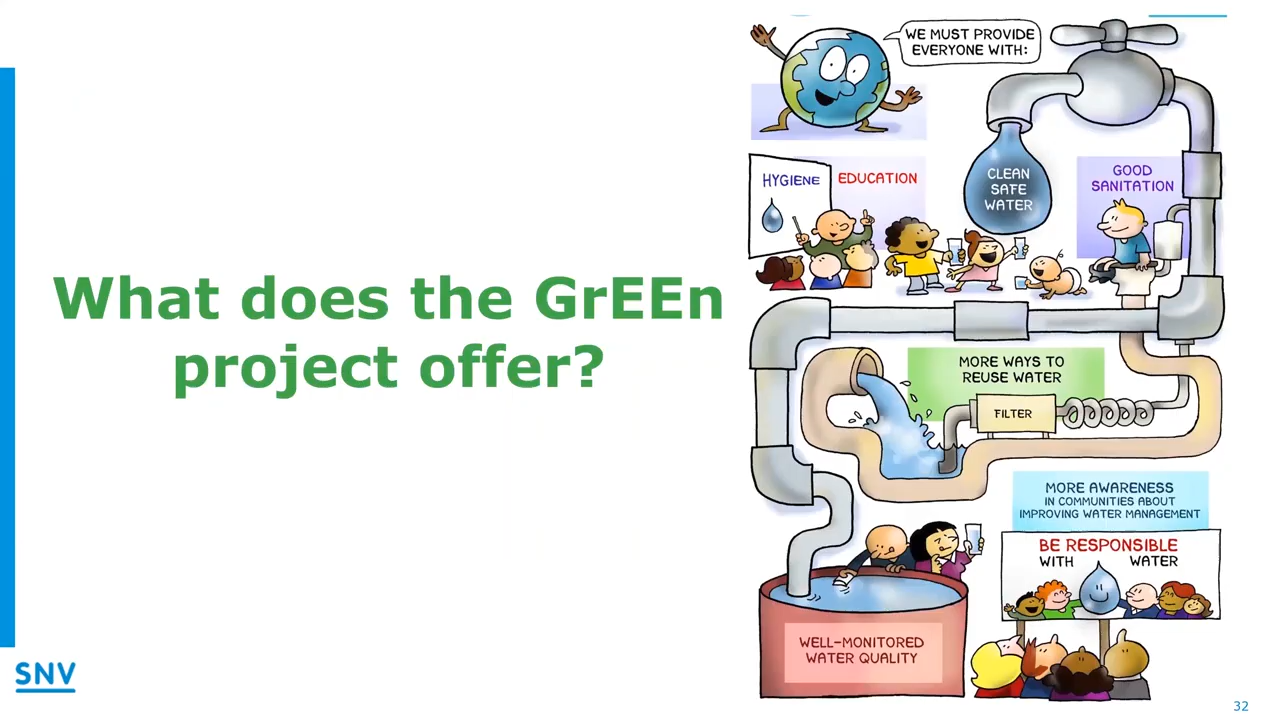 What does the GrEEn
project offer?
WE MUST PROVIDE
EVERYONE WITH:
HYGIENE EDUCATION
CLEAN
SAFE
WATER
GOOD
SANITATION
MORE WAYS TO
REUSE WATER
FILTER
MORE AWARENESS
IN COMMUNITIES ABOUT
IMPROVING WATER MANAGEMENT
BE RESPONSIBLE
WITH WATER
WELL-MONITORED
WATER QUALITY
SNV
32